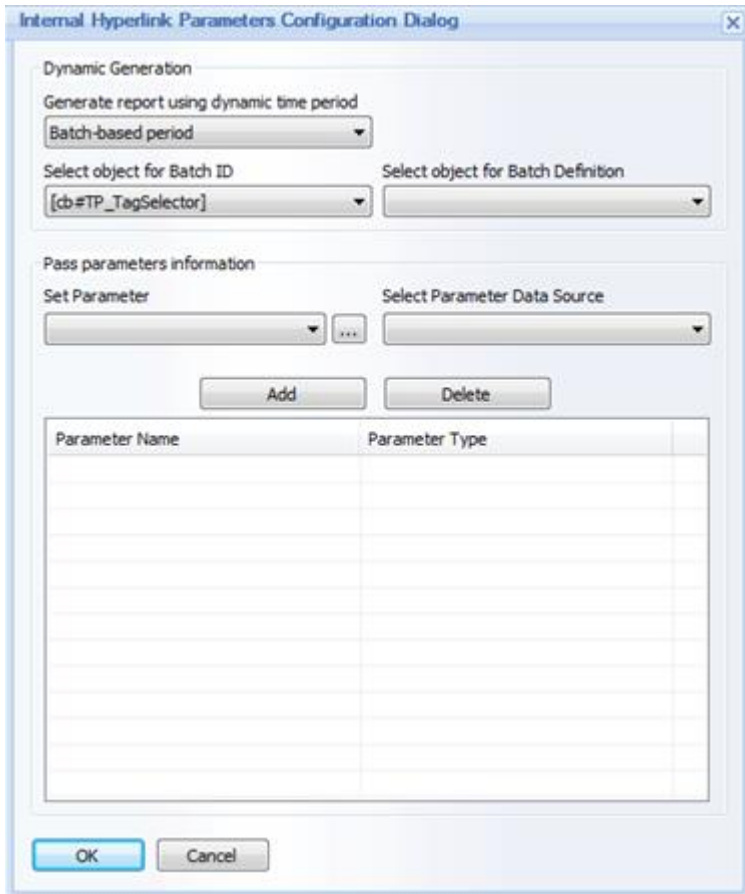 Internal Hyperlink Parameters Configuration Dialog
Dynamic Generation
Generate report using dynamic time period
Batch-based period
Select object for Batch ID
Select object for Batch Definition
[cb#TP_TagSelector]
Pass parameters information
Set Parameter
Select Parameter Data Source
...
Add
Delete
Parameter Name
Parameter Type
OK
Cancel